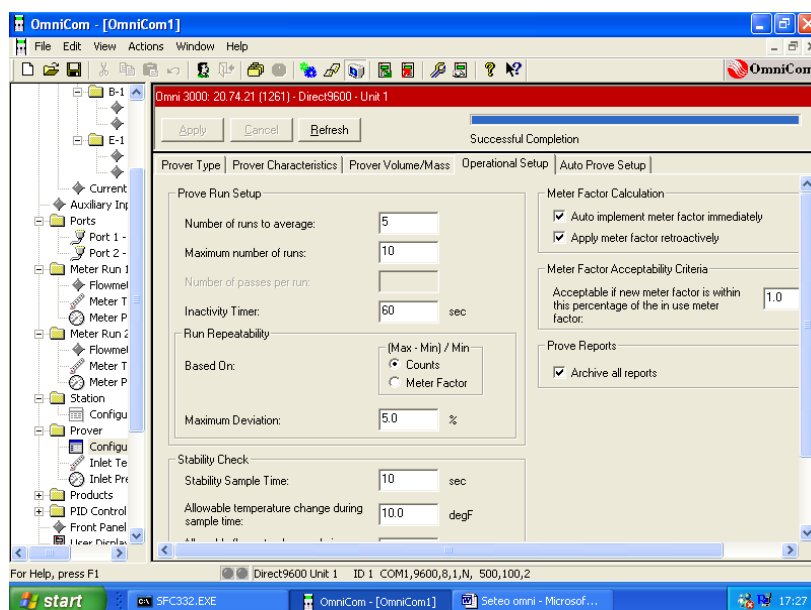 OmniCom - [OmniCom1]
File Edit View Actions Window Help
OmniCom
B-1
E-1
Current
Auxiliary Inp
Ports
Port 1 -
Port 2 -
Meter Run 1
Flowmet
Meter T
Meter P
Meter Run 2
Flowmet
Meter T
Meter P
Station
Configu
Prover
Configu
Inlet Te
Inlet Pre
Products
PID Control
Front Panel
User Display
Omni 3000: 20.74.21 (1261) - Direct9600 - Unit 1
Apply Cancel Refresh
Successful Completion
Prover Type Prover Characteristics Prover Volume/Mass Operational Setup Auto Prove Setup
Prove Run Setup
Number of runs to average: 5
Maximum number of runs: 10
Number of passes per run:
Inactivity Timer: 60 sec
Run Repeatability
(Max - Min) / Min
Based On: Counts
Meter Factor
Maximum Deviation: 5.0 %
Stability Check
Stability Sample Time: 10 sec
Allowable temperature change during
sample time: 10.0 degF
Meter Factor Calculation
Auto implement meter factor immediately
Apply meter factor retroactively
Meter Factor Acceptability Criteria
Acceptable if new meter factor is within
this percentage of the in use meter
factor: 1.0
Prove Reports
Archive all reports
For Help, press F1
Direct9600 Unit 1 ID 1 COM1,9600,8,1,N, 500,100,2
start
SFC332.EXE
OmniCom - [OmniCom1]
Seteo omni - Microsof...
17:27